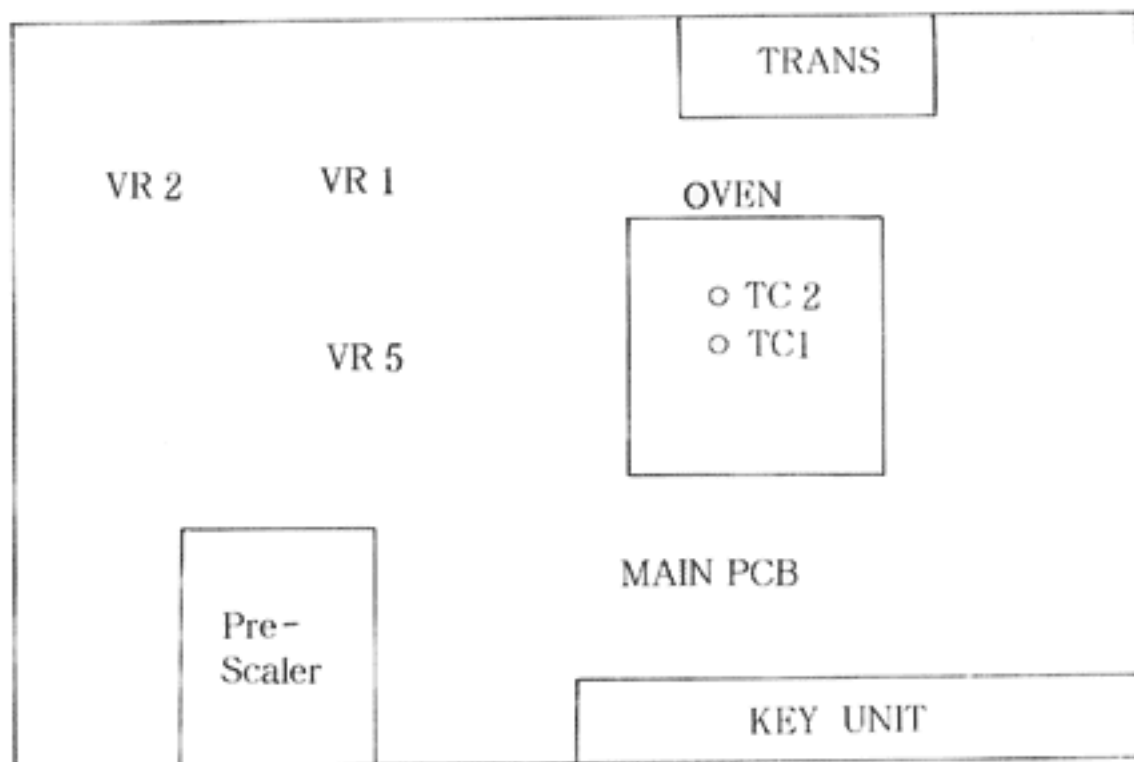 TRANS
VR 2
VR 1
OVEN
TC 2
TC1
VR 5
MAIN PCB
Pre-
Scaler
KEY UNIT